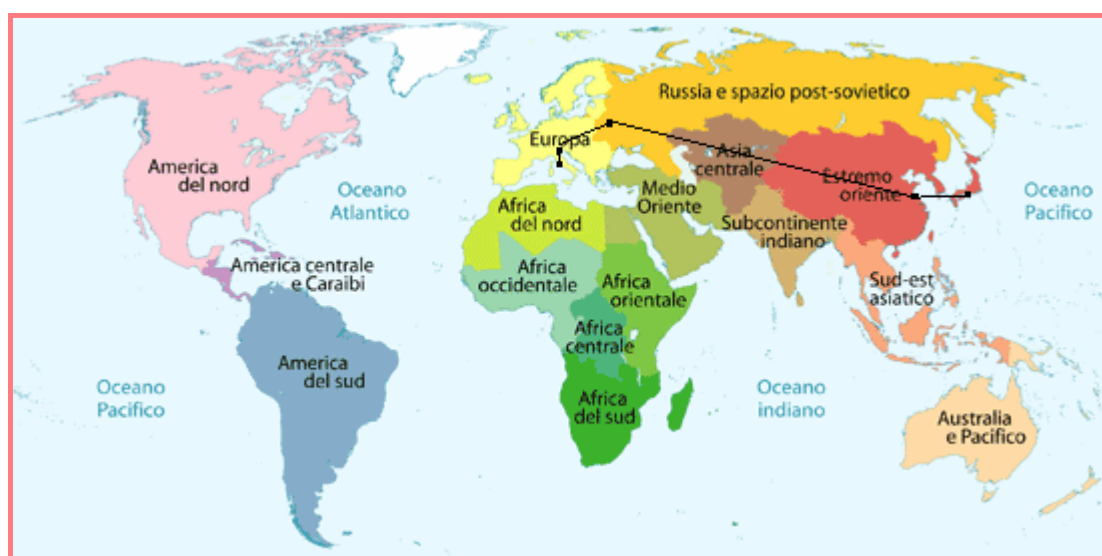 Russia e spazio post-sovietico
Europa
America
del nord
Asia
centrale
Estremo
oriente
Oceano
Atlantico
Medio
Oriente
Oceano
Pacifico
Africa
del nord
Subcontinente
indiano
America centrale
e Caraibi
Africa
occidentale
Africa
orientale
Sud-est
asiatico
Africa
centrale
America
del sud
Oceano
Pacifico
Oceano
indiano
Africa
del sud
Australia
e Pacifico